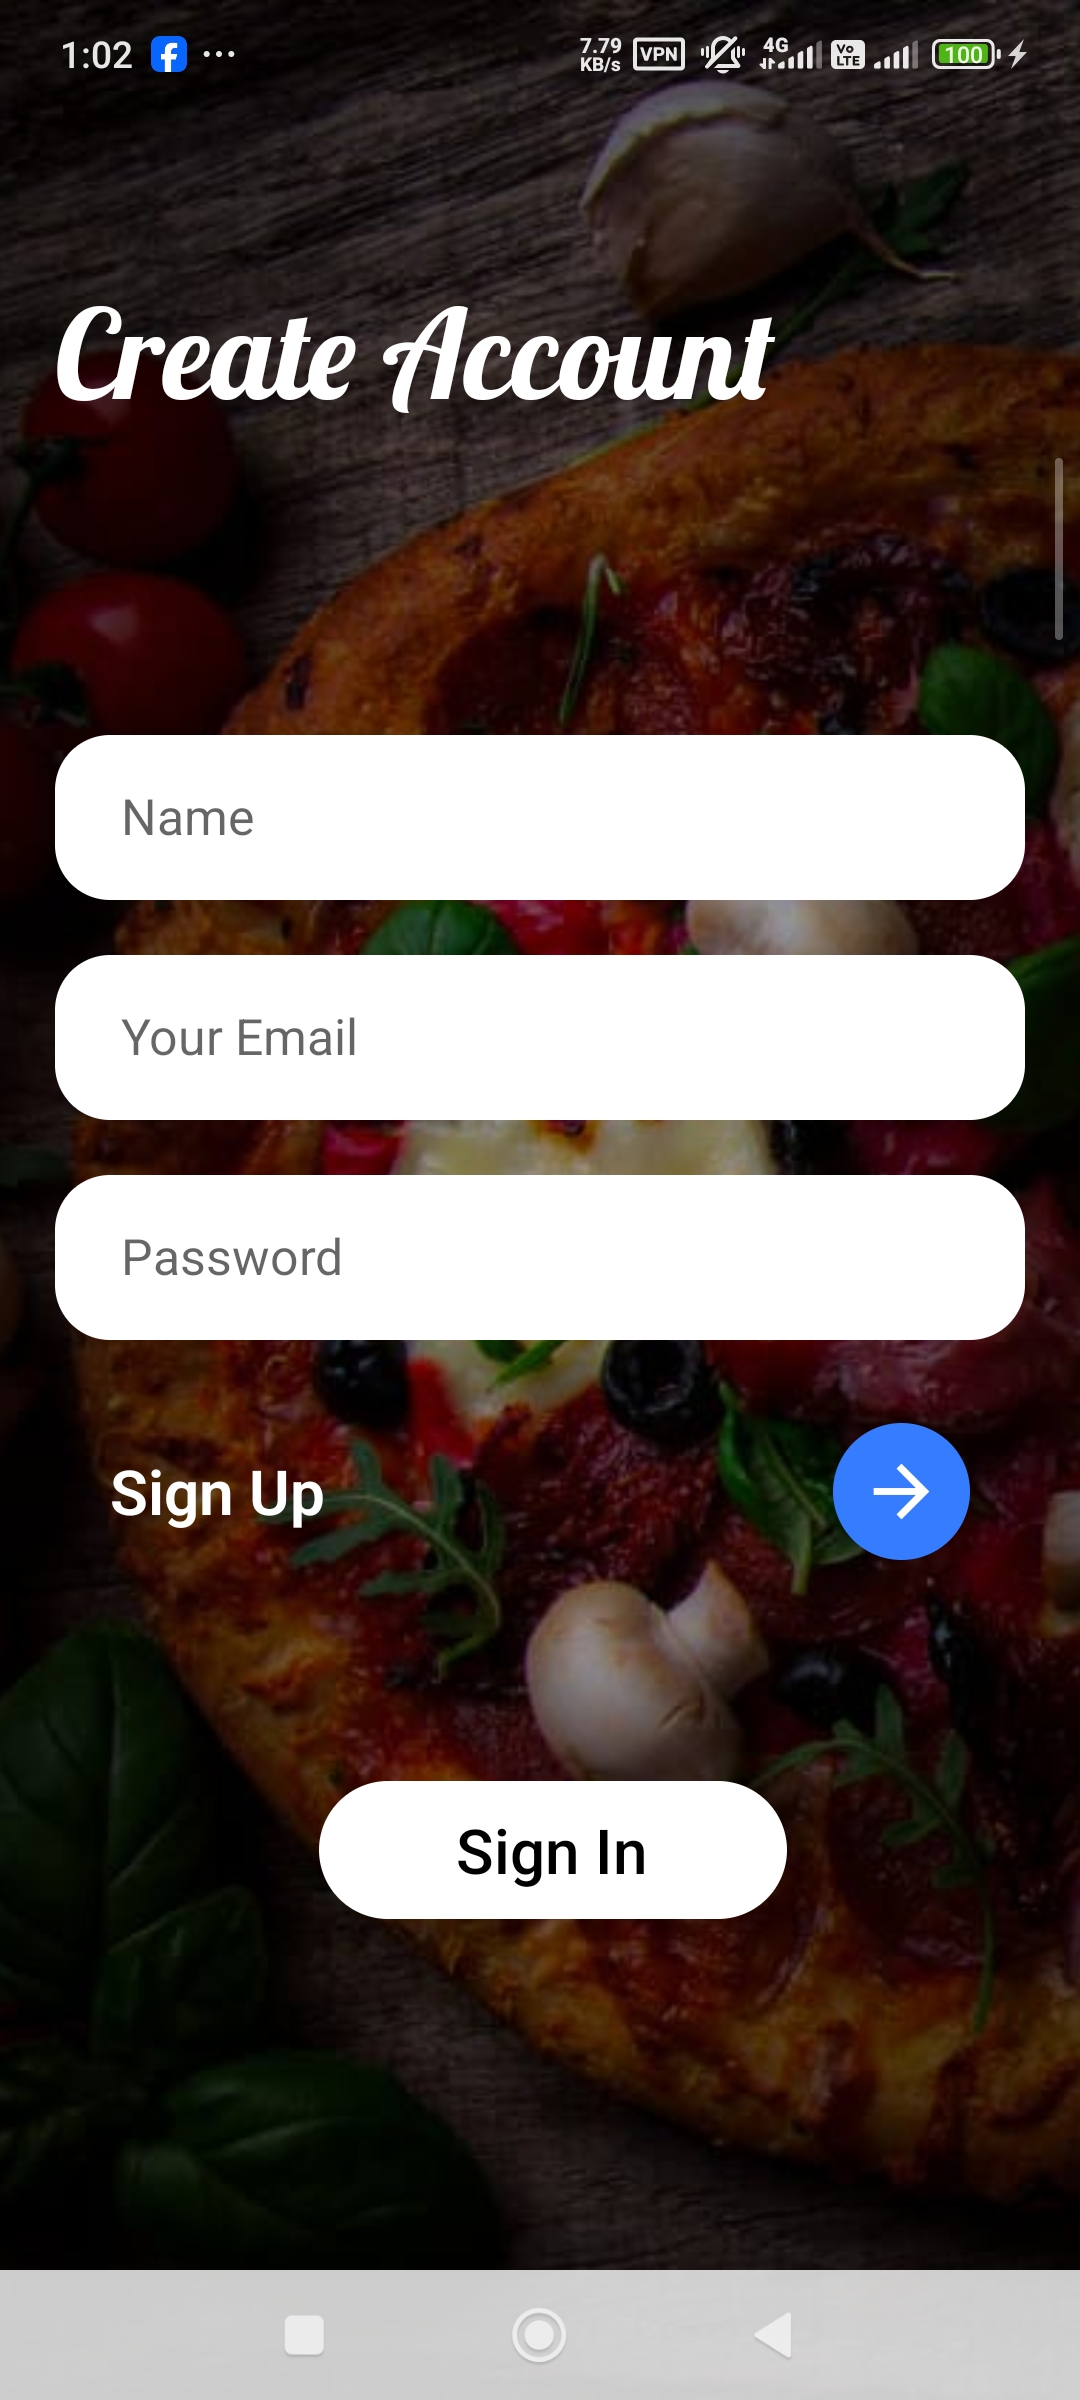 1:02 ... 7.79 KB/s VPN 4G Vo LTE 100
Create Account
Name
Your Email
Password
Sign Up
Sign In